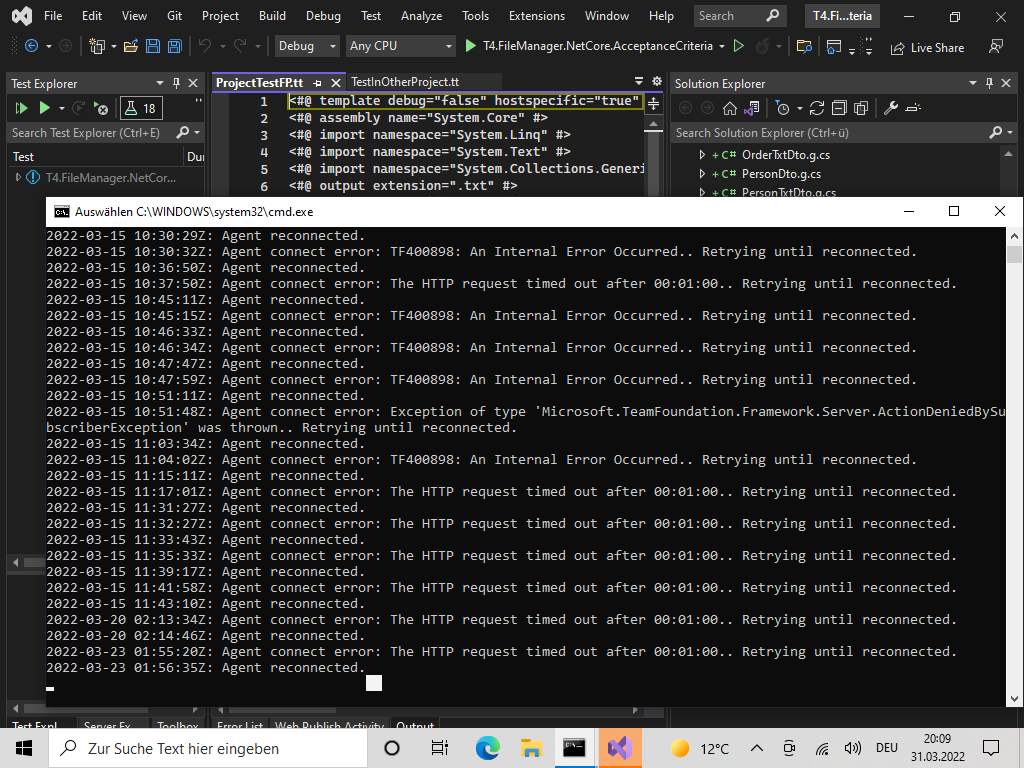 File Edit View Git Project Build Debug Test Analyze Tools Extensions Window Help Search T4.Fi...teria
Debug Any CPU T4.FileManager.NetCore.AcceptanceCriteria Live Share
Test Explorer
18
Search Test Explorer (Ctrl+E)
Test Dur
T4.FileManager.NetCor...
ProjectTestFP.tt TestInOtherProject.tt
1 <#@ template debug="false" hostspecific="true"
2 <#@ assembly name="System.Core" #>
3 <#@ import namespace="System.Linq" #>
4 <#@ import namespace="System.Text" #>
5 <#@ import namespace="System.Collections.Generi
6 <#@ output extension=".txt" #>
Solution Explorer
Search Solution Explorer (Ctrl+ü)
+ C# OrderTxtDto.g.cs
+ C# PersonDto.g.cs
+ C# PersonTxtDto.g.cs
Auswählen C:\WINDOWS\system32\cmd.exe
2022-03-15 10:30:29Z: Agent reconnected.
2022-03-15 10:30:32Z: Agent connect error: TF400898: An Internal Error Occurred.. Retrying until reconnected.
2022-03-15 10:36:50Z: Agent reconnected.
2022-03-15 10:37:50Z: Agent connect error: The HTTP request timed out after 00:01:00.. Retrying until reconnected.
2022-03-15 10:45:11Z: Agent reconnected.
2022-03-15 10:45:15Z: Agent connect error: TF400898: An Internal Error Occurred.. Retrying until reconnected.
2022-03-15 10:46:33Z: Agent reconnected.
2022-03-15 10:46:34Z: Agent connect error: TF400898: An Internal Error Occurred.. Retrying until reconnected.
2022-03-15 10:47:47Z: Agent reconnected.
2022-03-15 10:47:59Z: Agent connect error: TF400898: An Internal Error Occurred.. Retrying until reconnected.
2022-03-15 10:51:11Z: Agent reconnected.
2022-03-15 10:51:48Z: Agent connect error: Exception of type 'Microsoft.TeamFoundation.Framework.Server.ActionDeniedBySu
bscriberException' was thrown.. Retrying until reconnected.
2022-03-15 11:03:34Z: Agent reconnected.
2022-03-15 11:04:02Z: Agent connect error: TF400898: An Internal Error Occurred.. Retrying until reconnected.
2022-03-15 11:15:11Z: Agent reconnected.
2022-03-15 11:17:01Z: Agent connect error: The HTTP request timed out after 00:01:00.. Retrying until reconnected.
2022-03-15 11:31:27Z: Agent reconnected.
2022-03-15 11:32:27Z: Agent connect error: The HTTP request timed out after 00:01:00.. Retrying until reconnected.
2022-03-15 11:33:43Z: Agent reconnected.
2022-03-15 11:35:33Z: Agent connect error: The HTTP request timed out after 00:01:00.. Retrying until reconnected.
2022-03-15 11:39:17Z: Agent reconnected.
2022-03-15 11:41:58Z: Agent connect error: The HTTP request timed out after 00:01:00.. Retrying until reconnected.
2022-03-15 11:43:10Z: Agent reconnected.
2022-03-20 02:13:34Z: Agent connect error: The HTTP request timed out after 00:01:00.. Retrying until reconnected.
2022-03-20 02:14:46Z: Agent reconnected.
2022-03-23 01:55:20Z: Agent connect error: The HTTP request timed out after 00:01:00.. Retrying until reconnected.
2022-03-23 01:56:35Z: Agent reconnected.
Test Expl... Server Ex... Toolbox Error List Web Publish Activity Output
Zur Suche Text hier eingeben
12°C DEU 20:09
31.03.2022